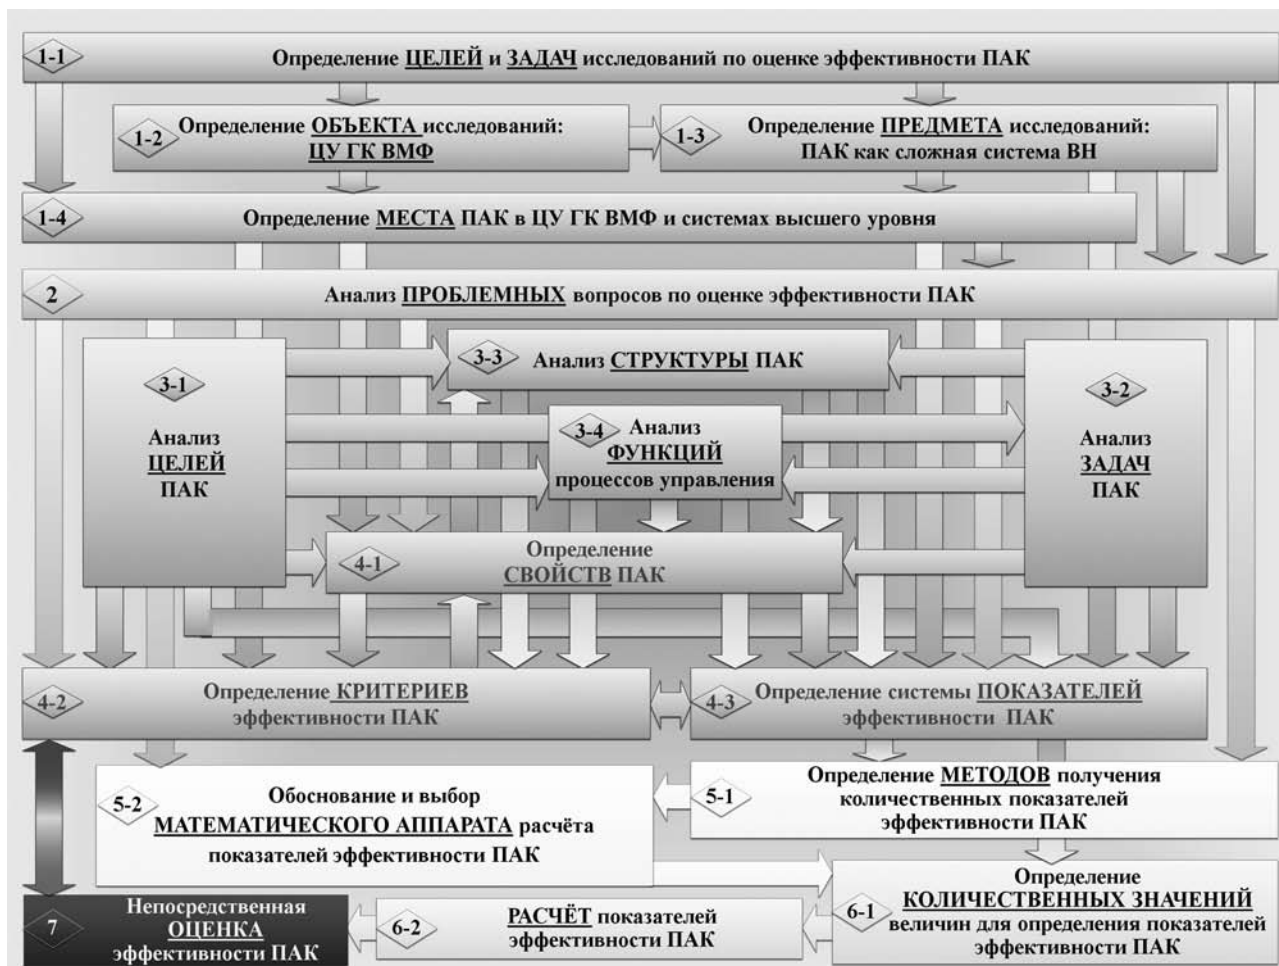 1-1
Определение ЦЕЛЕЙ и ЗАДАЧ исследований по оценке эффективности ПАК
1-2
Определение ОБЪЕКТА исследований:
ЦУ ГК ВМФ
1-3
Определение ПРЕДМЕТА исследований:
ПАК как сложная система ВН
1-4
Определение МЕСТА ПАК в ЦУ ГК ВМФ и системах высшего уровня
2
Анализ ПРОБЛЕМНЫХ вопросов по оценке эффективности ПАК
3-1
Анализ
ЦЕЛЕЙ
ПАК
3-3
Анализ СТРУКТУРЫ ПАК
3-2
Анализ
ЗАДАЧ
ПАК
3-4
Анализ
ФУНКЦИЙ
процессов управления
4-1
Определение
СВОЙСТВ ПАК
4-2
Определение КРИТЕРИЕВ
эффективности ПАК
4-3
Определение системы ПОКАЗАТЕЛЕЙ
эффективности ПАК
5-2
Обоснование и выбор
МАТЕМАТИЧЕСКОГО АППАРАТА расчёта
показателей эффективности ПАК
5-1
Определение МЕТОДОВ получения
количественных показателей
эффективности ПАК
7
Непосредственная
ОЦЕНКА
эффективности ПАК
6-2
РАСЧЁТ показателей
эффективности ПАК
6-1
Определение
КОЛИЧЕСТВЕННЫХ ЗНАЧЕНИЙ
величин для определения показателей
эффективности ПАК